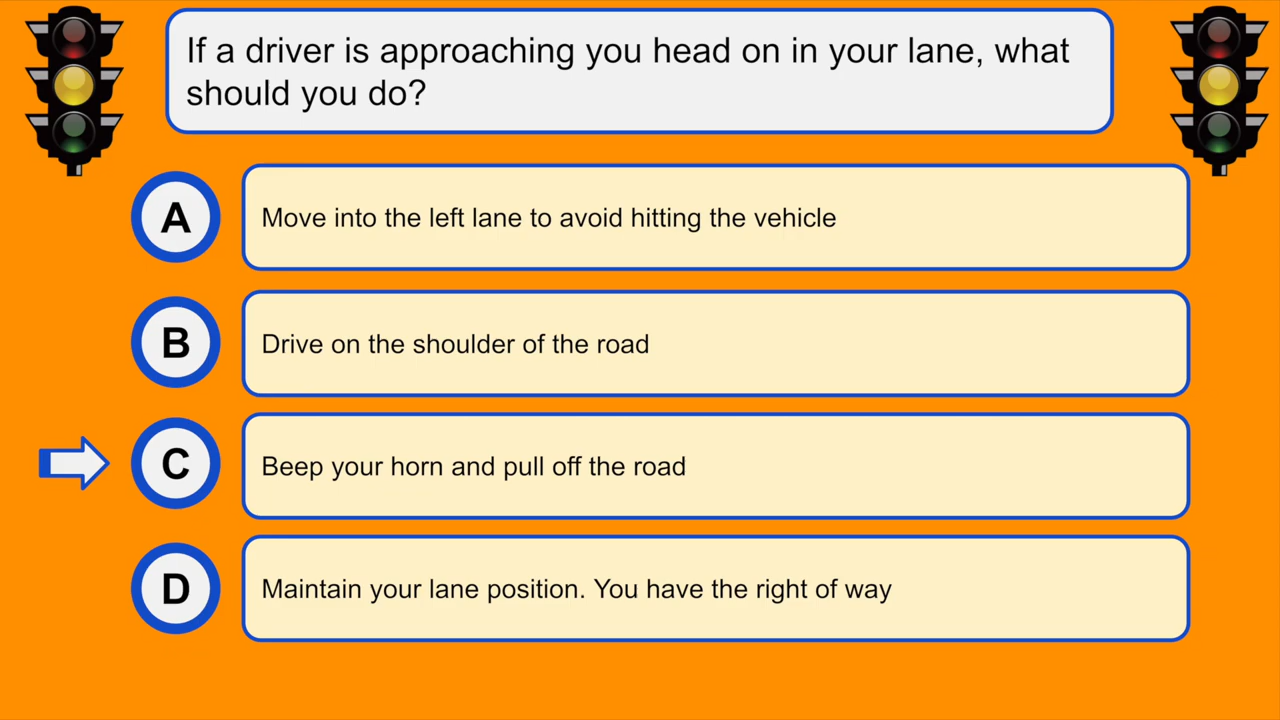 If a driver is approaching you head on in your lane, what
should you do?
A
Move into the left lane to avoid hitting the vehicle
B
Drive on the shoulder of the road
C
Beep your horn and pull off the road
D
Maintain your lane position. You have the right of way